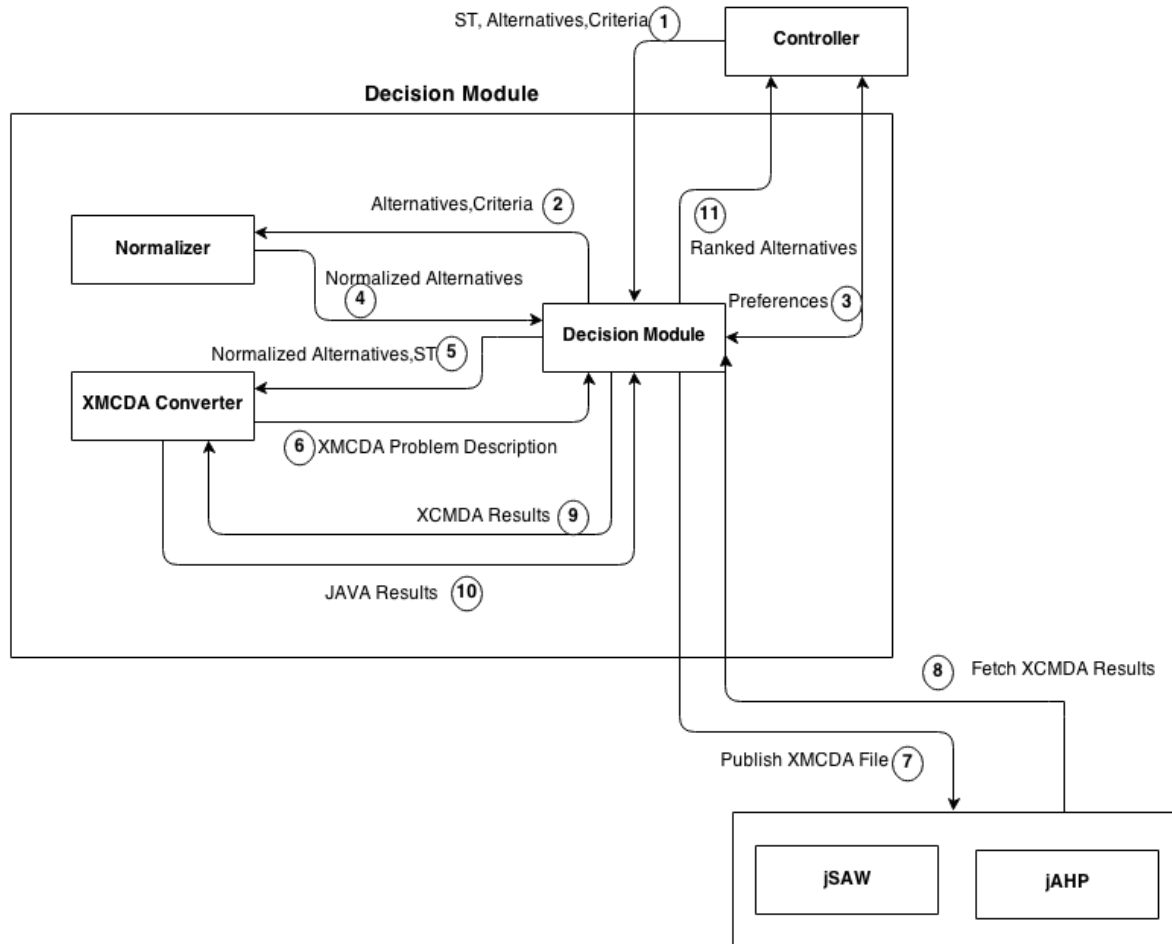 ST, Alternatives,Criteria 1
Controller
Decision Module
Alternatives,Criteria 2
11
Normalizer
Ranked Alternatives
Normalized Alternatives
4
Preferences 3
Decision Module
Normalized Alternatives,ST 5
XMCDA Converter
6 XMCDA Problem Description
XCMDA Results 9
JAVA Results 10
8 Fetch XCMDA Results
Publish XMCDA File 7
jSAW
jAHP